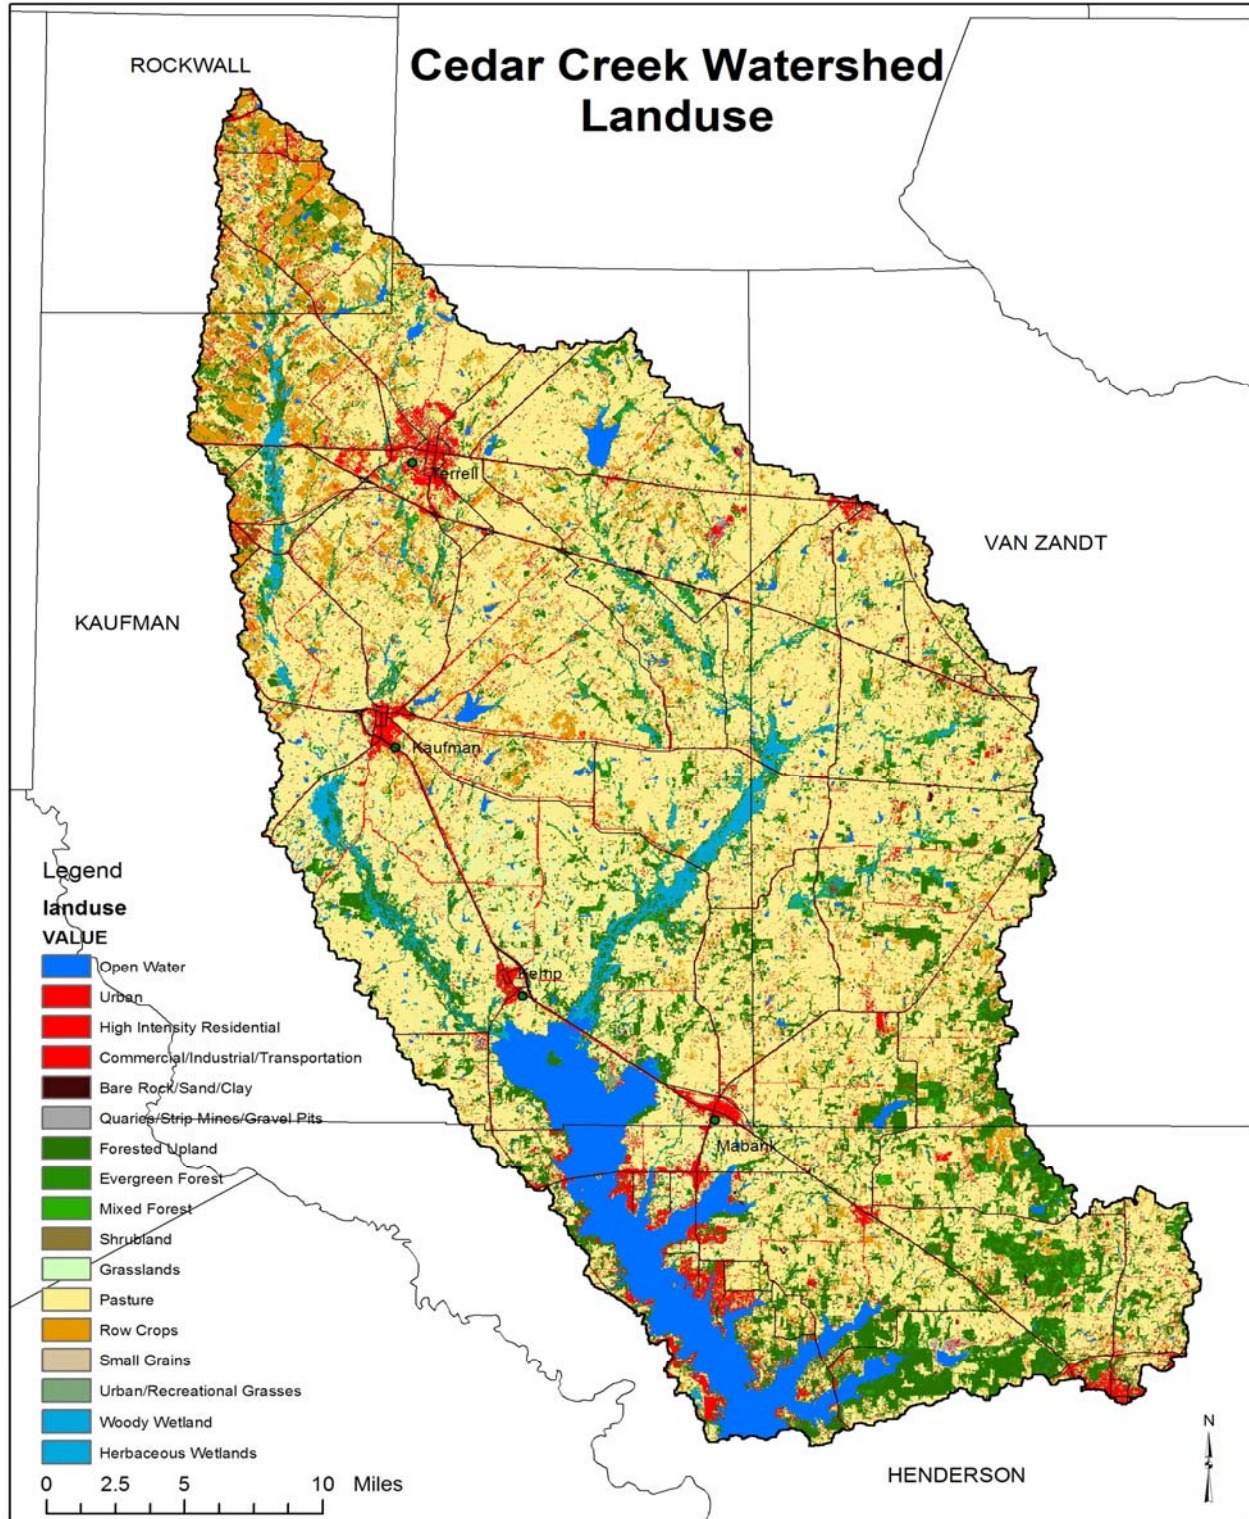 Cedar Creek Watershed
Landuse
ROCKWALL
Terrell
VAN ZANDT
KAUFMAN
Kaufman
Legend
landuse
VALUE
Open Water
Urban
High Intensity Residential
Commercial/Industrial/Transportation
Bare Rock/Sand/Clay
Quaries/Strip Mines/Gravel Pits
Forested Upland
Evergreen Forest
Mixed Forest
Shrubland
Grasslands
Pasture
Row Crops
Small Grains
Urban/Recreational Grasses
Woody Wetland
Herbaceous Wetlands
Kemp
Mabank
0 2.5 5 10 Miles
HENDERSON
N